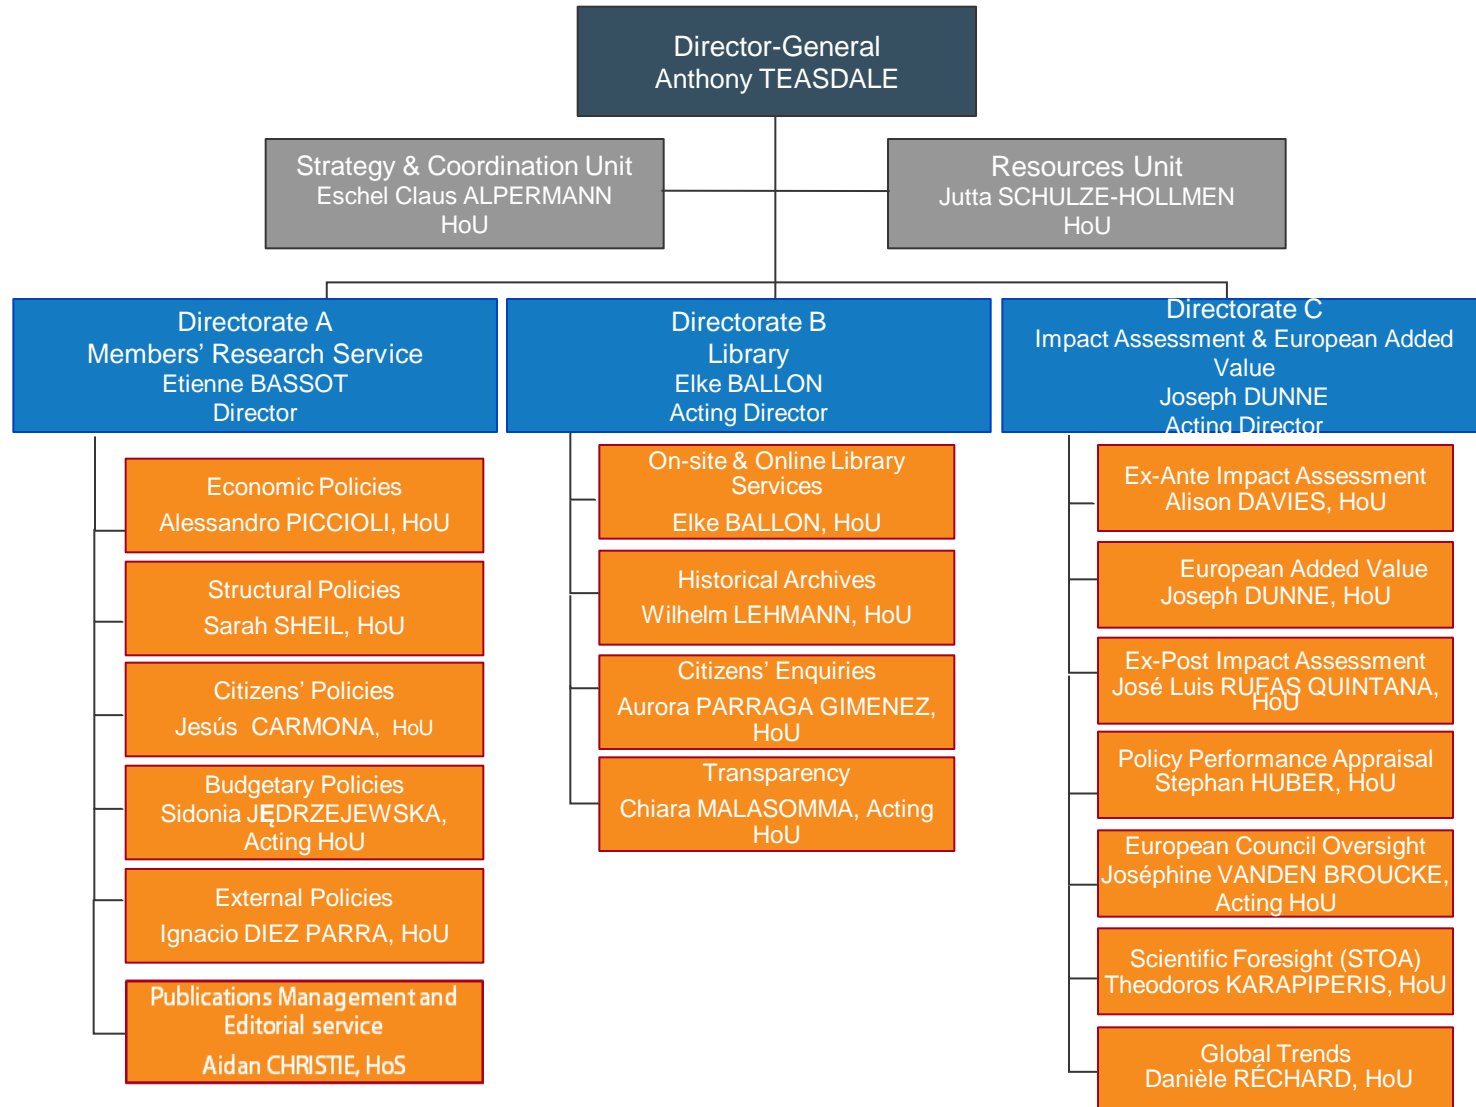 Director-General
Anthony TEASDALE
Strategy & Coordination Unit
Eschel Claus ALPERMANN
HoU
Resources Unit
Jutta SCHULZE-HOLLMEN
HoU
Directorate A
Members’ Research Service
Etienne BASSOT
Director
Economic Policies
Alessandro PICCIOLI, HoU
Structural Policies
Sarah SHEIL, HoU
Citizens’ Policies
Jesús CARMONA, HoU
Budgetary Policies
Sidonia JĘDRZEJEWSKA,
Acting HoU
External Policies
Ignacio DIEZ PARRA, HoU
Publications Management and
Editorial service
Aidan CHRISTIE, HoS
Directorate B
Library
Elke BALLON
Acting Director
On-site & Online Library
Services
Elke BALLON, HoU
Historical Archives
Wilhelm LEHMANN, HoU
Citizens’ Enquiries
Aurora PARRAGA GIMENEZ,
HoU
Transparency
Chiara MALASOMMA, Acting
HoU
Directorate C
Impact Assessment & European Added
Value
Joseph DUNNE
Acting Director
Ex-Ante Impact Assessment
Alison DAVIES, HoU
European Added Value
Joseph DUNNE, HoU
Ex-Post Impact Assessment
José Luis RUFAS QUINTANA,
HoU
Policy Performance Appraisal
Stephan HUBER, HoU
European Council Oversight
Joséphine VANDEN BROUCKE,
Acting HoU
Scientific Foresight (STOA)
Theodoros KARAPIPERIS, HoU
Global Trends
Danièle RÉCHARD, HoU